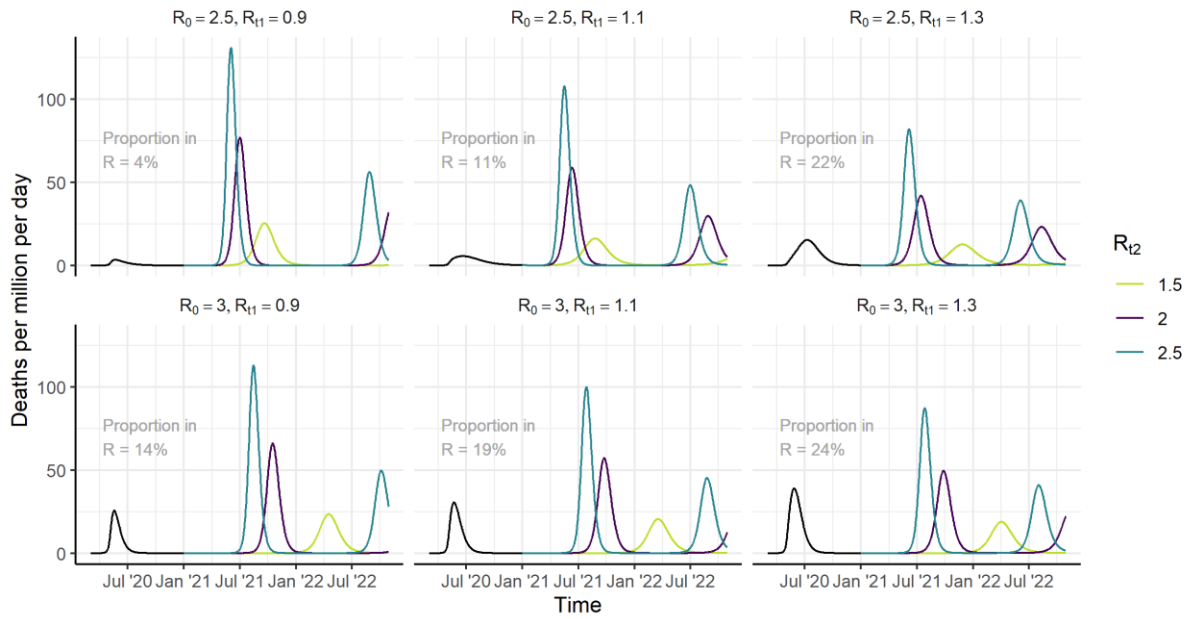 R0 = 2.5, Rt1 = 0.9
R0 = 2.5, Rt1 = 1.1
R0 = 2.5, Rt1 = 1.3
Deaths per million per day
100
50
0
Proportion in
R = 4%
Proportion in
R = 11%
Proportion in
R = 22%
R0 = 3, Rt1 = 0.9
R0 = 3, Rt1 = 1.1
R0 = 3, Rt1 = 1.3
100
50
0
Proportion in
R = 14%
Proportion in
R = 19%
Proportion in
R = 24%
Jul '20 Jan '21 Jul '21 Jan '22 Jul '22
Jul '20 Jan '21 Jul '21 Jan '22 Jul '22
Jul '20 Jan '21 Jul '21 Jan '22 Jul '22
Time
Rt2
1.5
2
2.5